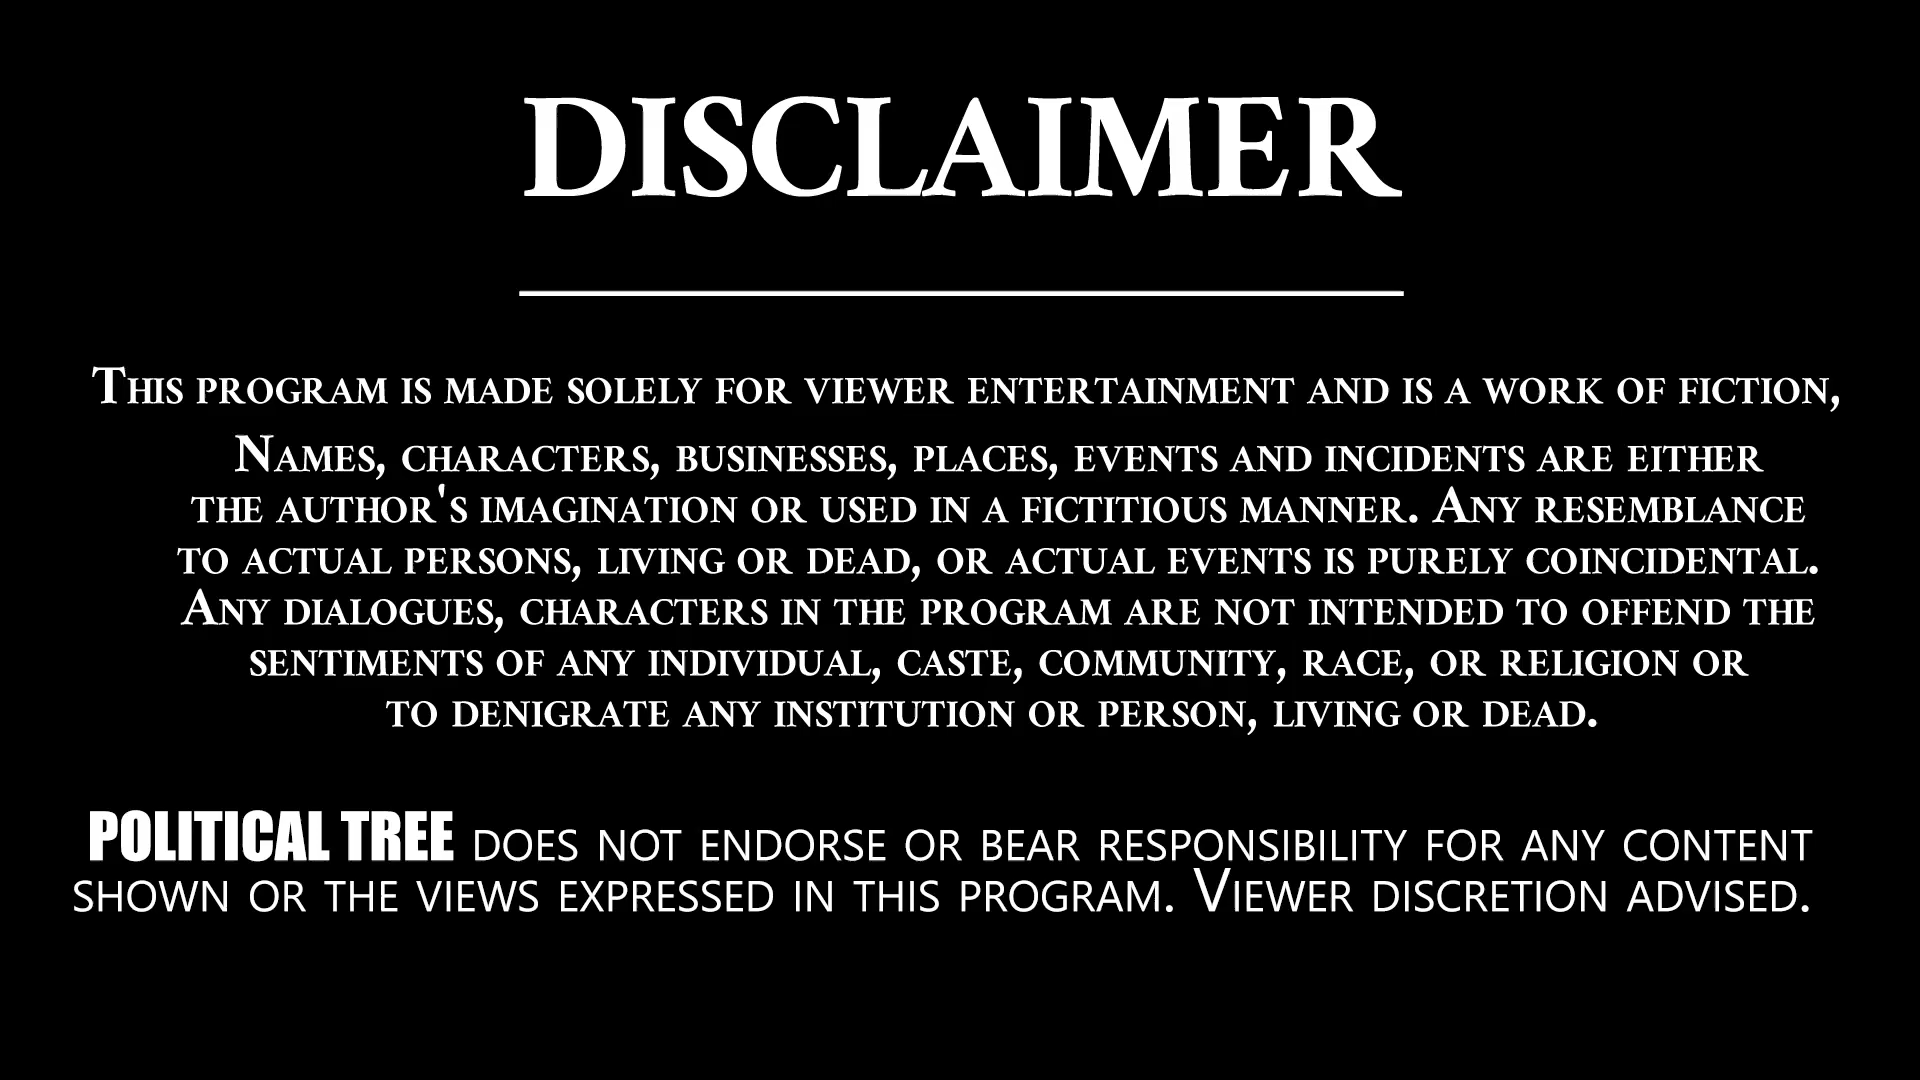 DISCLAIMER
This program is made solely for viewer entertainment and is a work of fiction,
Names, characters, businesses, places, events and incidents are either
the author's imagination or used in a fictitious manner. Any resemblance
to actual persons, living or dead, or actual events is purely coincidental.
Any dialogues, characters in the program are not intended to offend the
sentiments of any individual, caste, community, race, or religion or
to denigrate any institution or person, living or dead.
POLITICAL TREE does not endorse or bear responsibility for any content
shown or the views expressed in this program. Viewer discretion advised.